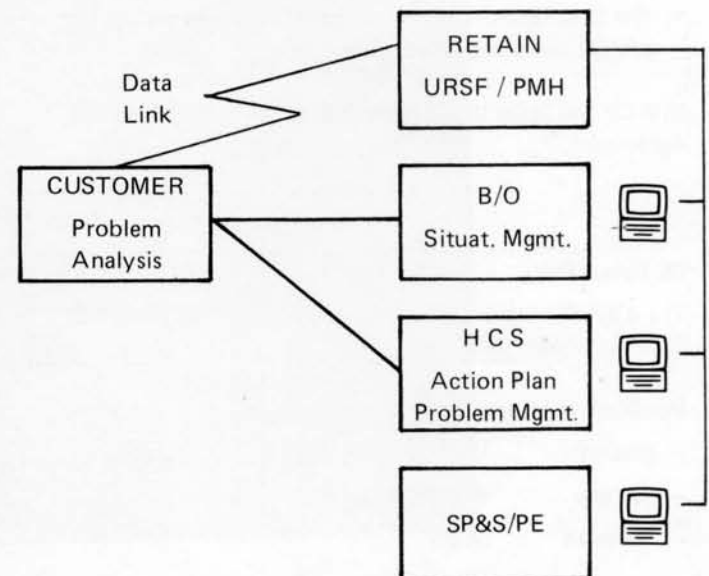 RETAIN
URSF / PMH
Data
Link
CUSTOMER
Problem
Analysis
B/O
Situat. Mgmt.
H C S
Action Plan
Problem Mgmt.
SP&S/PE